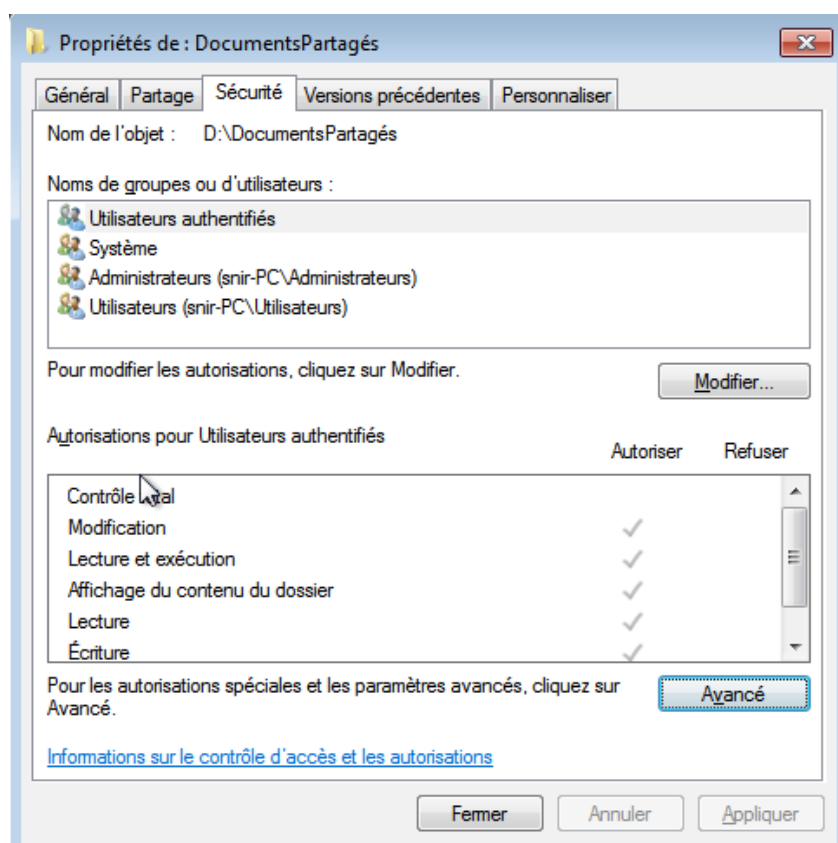 Propriétés de : DocumentsPartagés
Général Partage Sécurité Versions précédentes Personnaliser
Nom de l'objet : D:\DocumentsPartagés
Noms de groupes ou d'utilisateurs :
Utilisateurs authentifiés
Système
Administrateurs (snir-PC\Administrateurs)
Utilisateurs (snir-PC\Utilisateurs)
Pour modifier les autorisations, cliquez sur Modifier.
Modifier...
Autorisations pour Utilisateurs authentifiés Autoriser Refuser
Contrôle total
Modification
Lecture et exécution
Affichage du contenu du dossier
Lecture
Écriture
Pour les autorisations spéciales et les paramètres avancés, cliquez sur
Avancé.
Avancé
Informations sur le contrôle d'accès et les autorisations
Fermer Annuler Appliquer